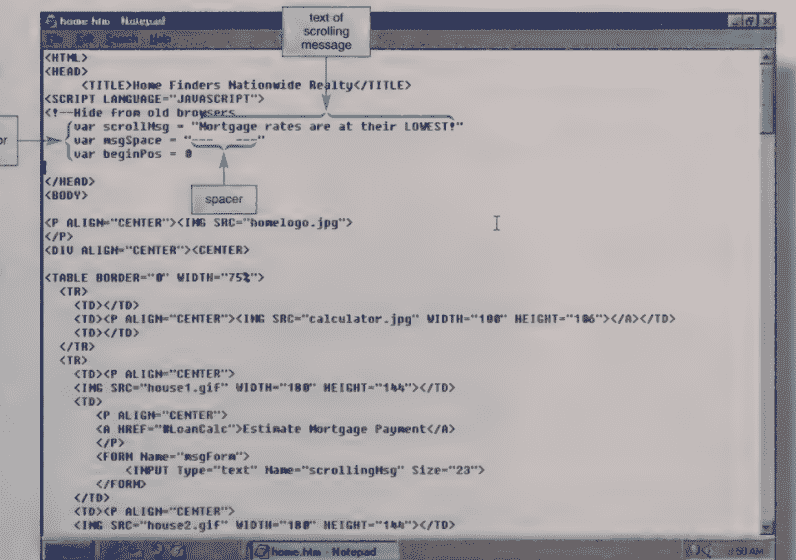 text of
scrolling
message
home.htm - Notepad
File Edit Search Help
<HTML>
<HEAD>
<TITLE>Home Finders Nationwide Realty</TITLE>
<SCRIPT LANGUAGE="JAVASCRIPT">
<!--Hide from old browsers
var scrollMsg = "Mortgage rates are at their LOWEST!"
or
var msgSpace = "--- ---"
var beginPos = 0
</HEAD>
<BODY>
spacer
<P ALIGN="CENTER"><IMG SRC="homelogo.jpg">
</P>
<DIV ALIGN="CENTER"><CENTER>
<TABLE BORDER="0" WIDTH="75%">
<TR>
<TD></TD>
<TD><P ALIGN="CENTER"><IMG SRC="calculator.jpg" WIDTH="100" HEIGHT="106"></A></TD>
<TD></TD>
</TR>
<TR>
<TD><P ALIGN="CENTER">
<IMG SRC="house1.gif" WIDTH="180" HEIGHT="144"></TD>
<TD>
<P ALIGN="CENTER">
<A HREF="#LoanCalc">Estimate Mortgage Payment</A>
</P>
<FORM Name="msgForm">
<INPUT Type="text" Name="scrollingMsg" Size="23">
</FORM>
</TD>
<TD><P ALIGN="CENTER">
<IMG SRC="house2.gif" WIDTH="180" HEIGHT="144"></TD>
home.htm - Notepad
:50 AM